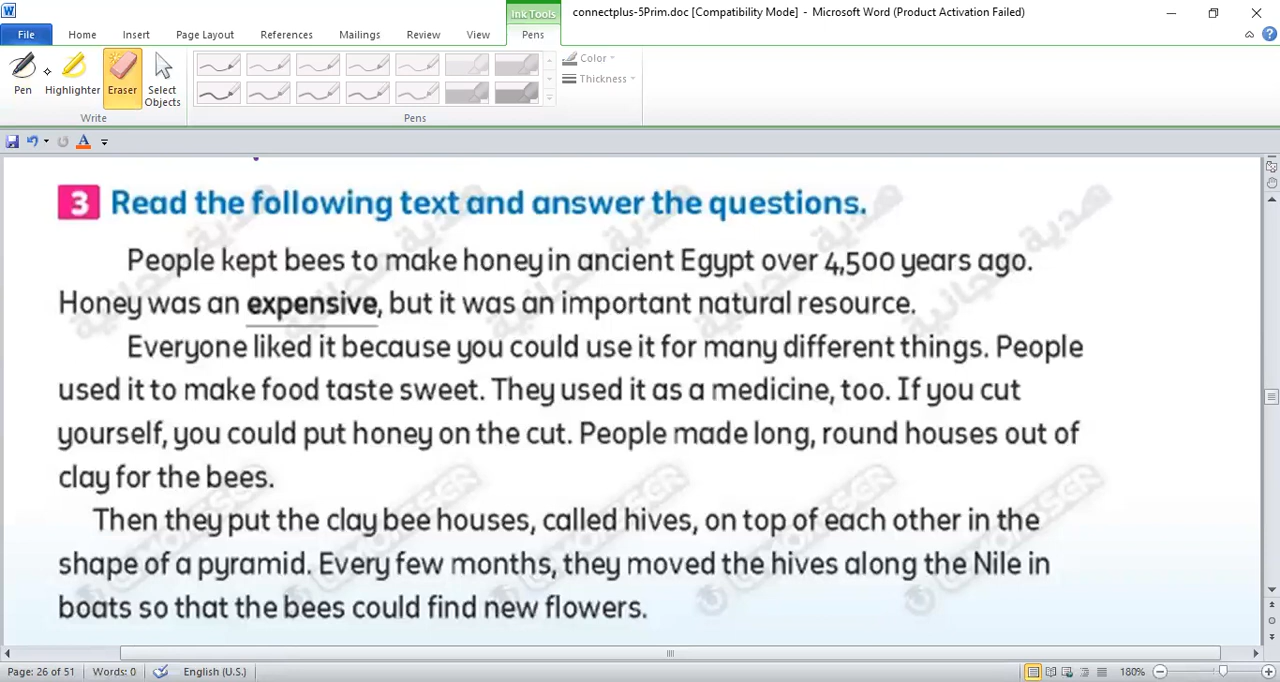 Ink Tools
connectplus-5Prim.doc [Compatibility Mode] - Microsoft Word (Product Activation Failed)
File Home Insert Page Layout References Mailings Review View Pens
Pen Highlighter Eraser Select Objects
Color
Thickness
Write Pens
3 Read the following text and answer the questions.
People kept bees to make honey in ancient Egypt over 4,500 years ago.
Honey was an expensive, but it was an important natural resource.
Everyone liked it because you could use it for many different things. People
used it to make food taste sweet. They used it as a medicine, too. If you cut
yourself, you could put honey on the cut. People made long, round houses out of
clay for the bees.
Then they put the clay bee houses, called hives, on top of each other in the
shape of a pyramid. Every few months, they moved the hives along the Nile in
boats so that the bees could find new flowers.
هدية مجانية
Page: 26 of 51 Words: 0 English (U.S.) 180%